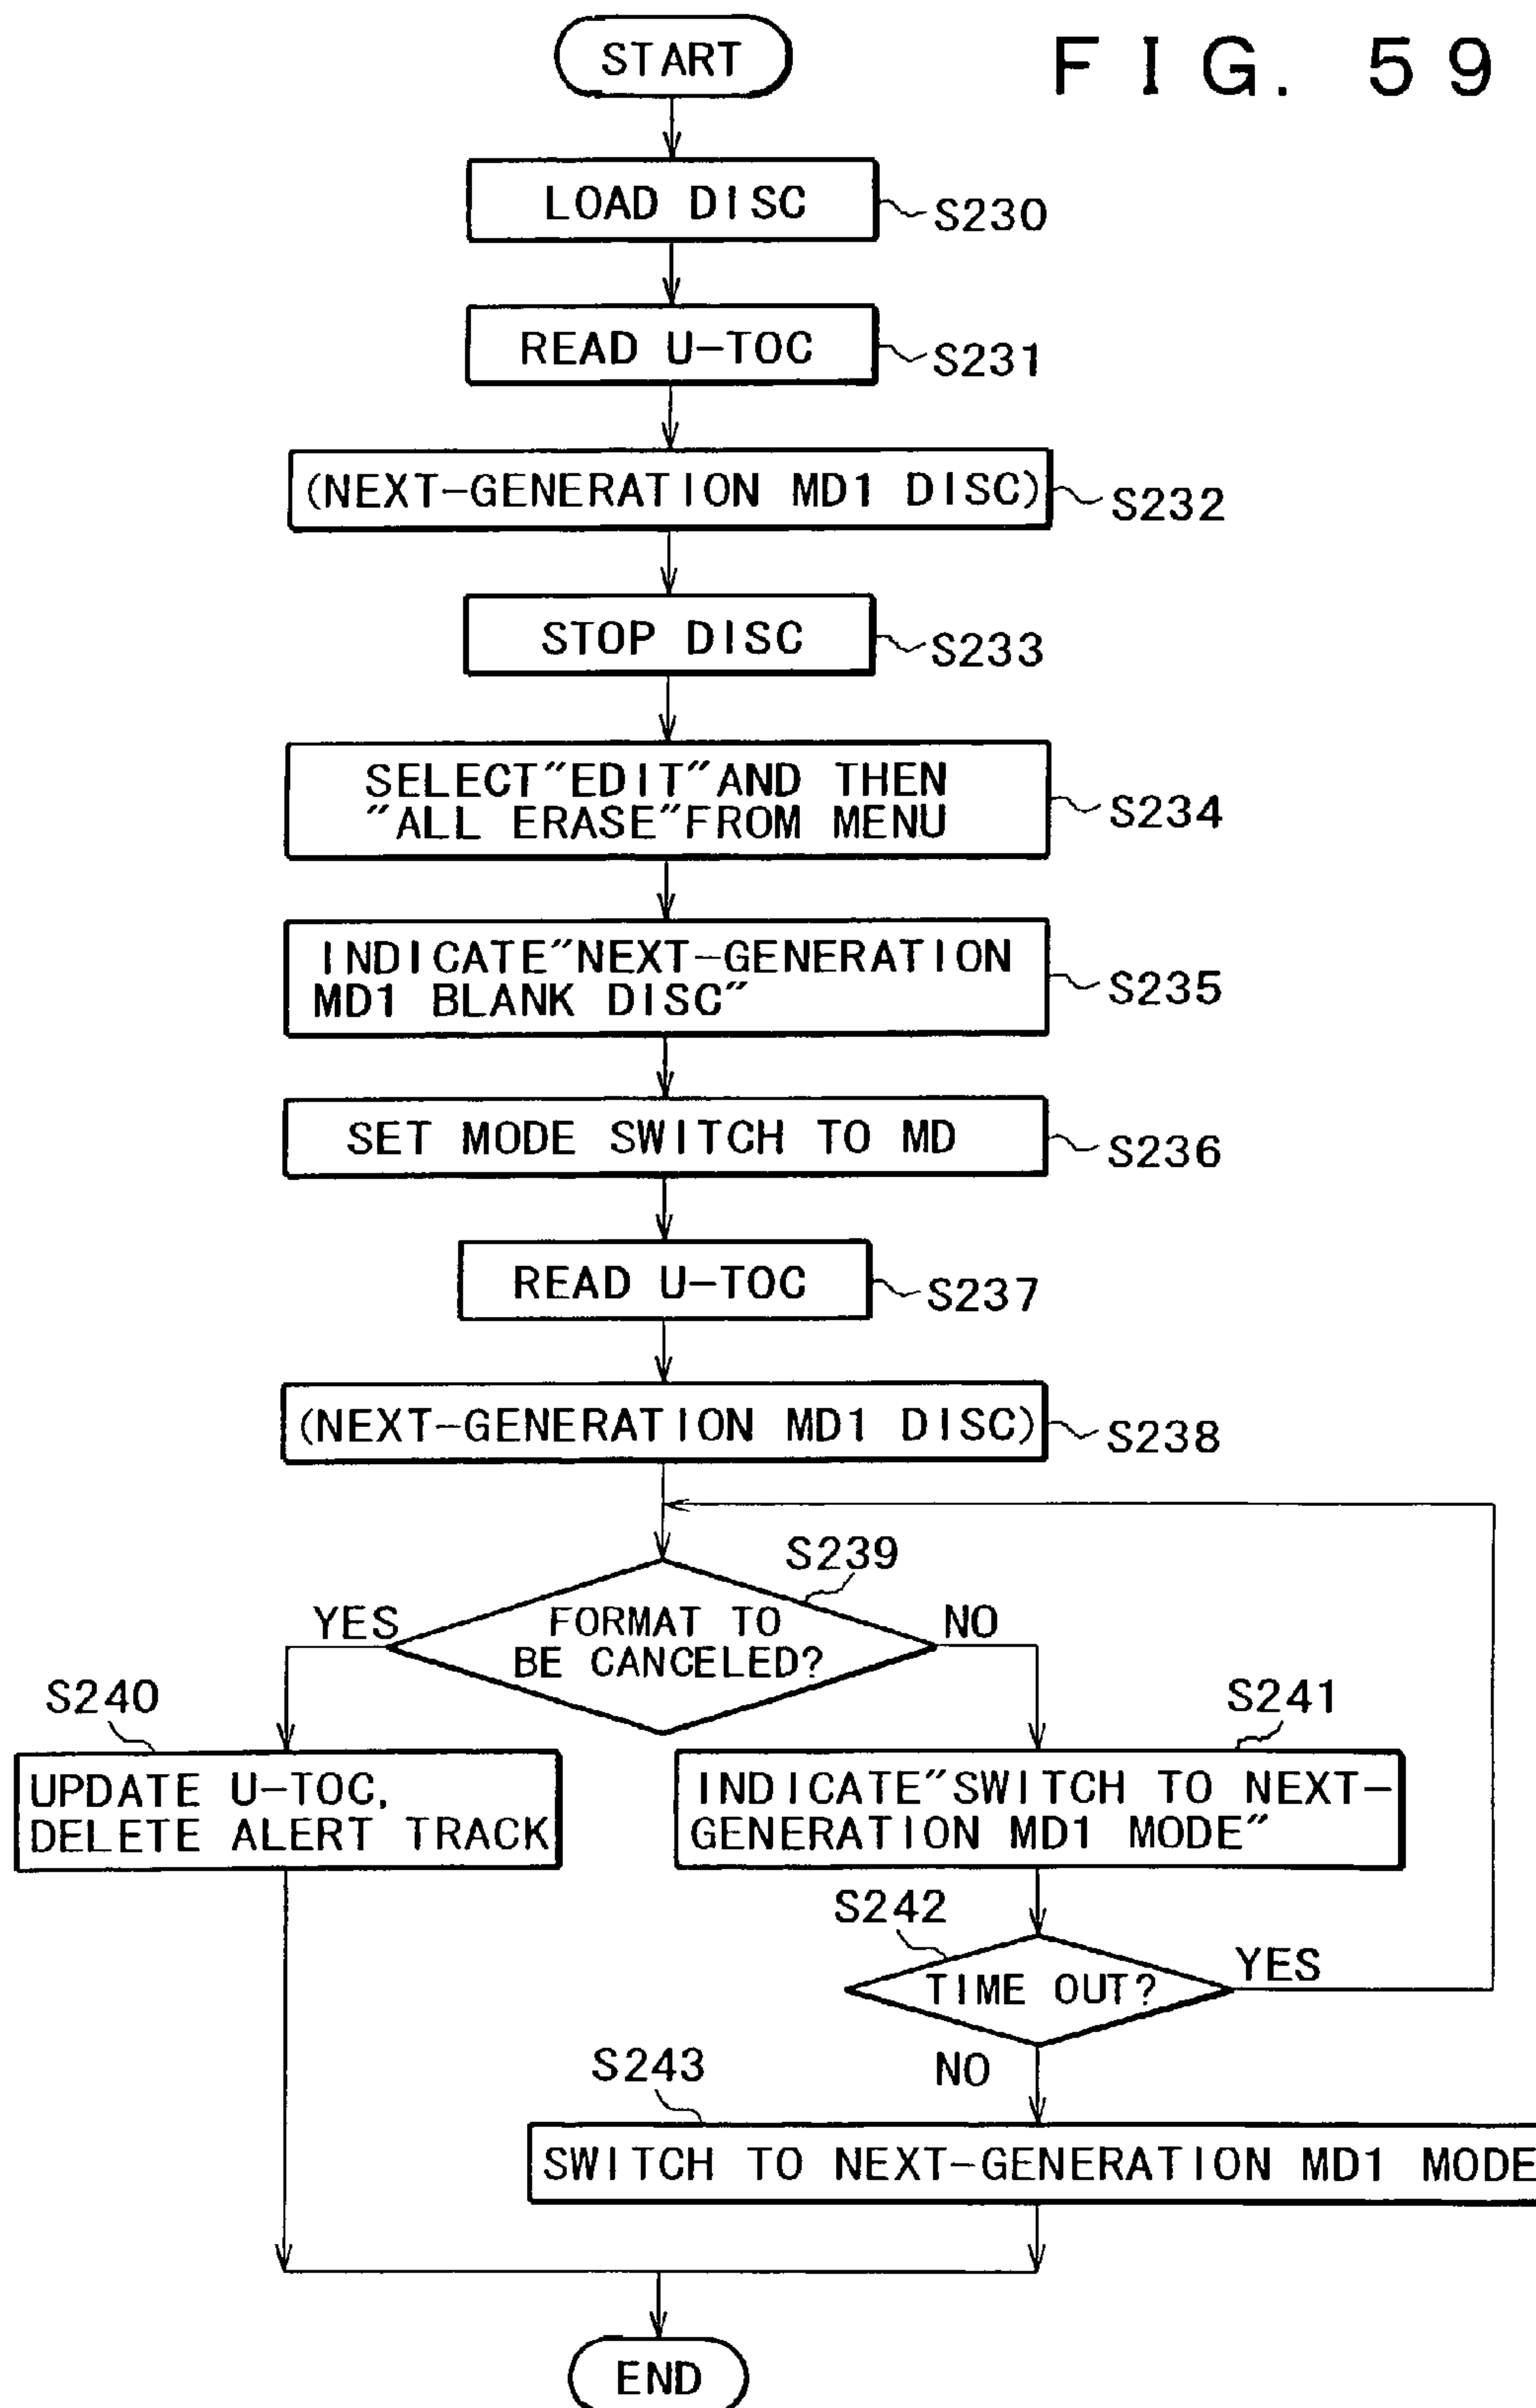 FIG. 59
START
LOAD DISC
S230
READ U-TOC
S231
(NEXT-GENERATION MD1 DISC)
S232
STOP DISC
S233
SELECT"EDIT"AND THEN
"ALL ERASE"FROM MENU
S234
INDICATE"NEXT-GENERATION
MD1 BLANK DISC"
S235
SET MODE SWITCH TO MD
S236
READ U-TOC
S237
(NEXT-GENERATION MD1 DISC)
S238
S239
YES
FORMAT TO
BE CANCELED?
NO
S240
UPDATE U-TOC,
DELETE ALERT TRACK
S241
INDICATE"SWITCH TO NEXT-
GENERATION MD1 MODE"
S242
TIME OUT?
YES
NO
S243
SWITCH TO NEXT-GENERATION MD1 MODE
END